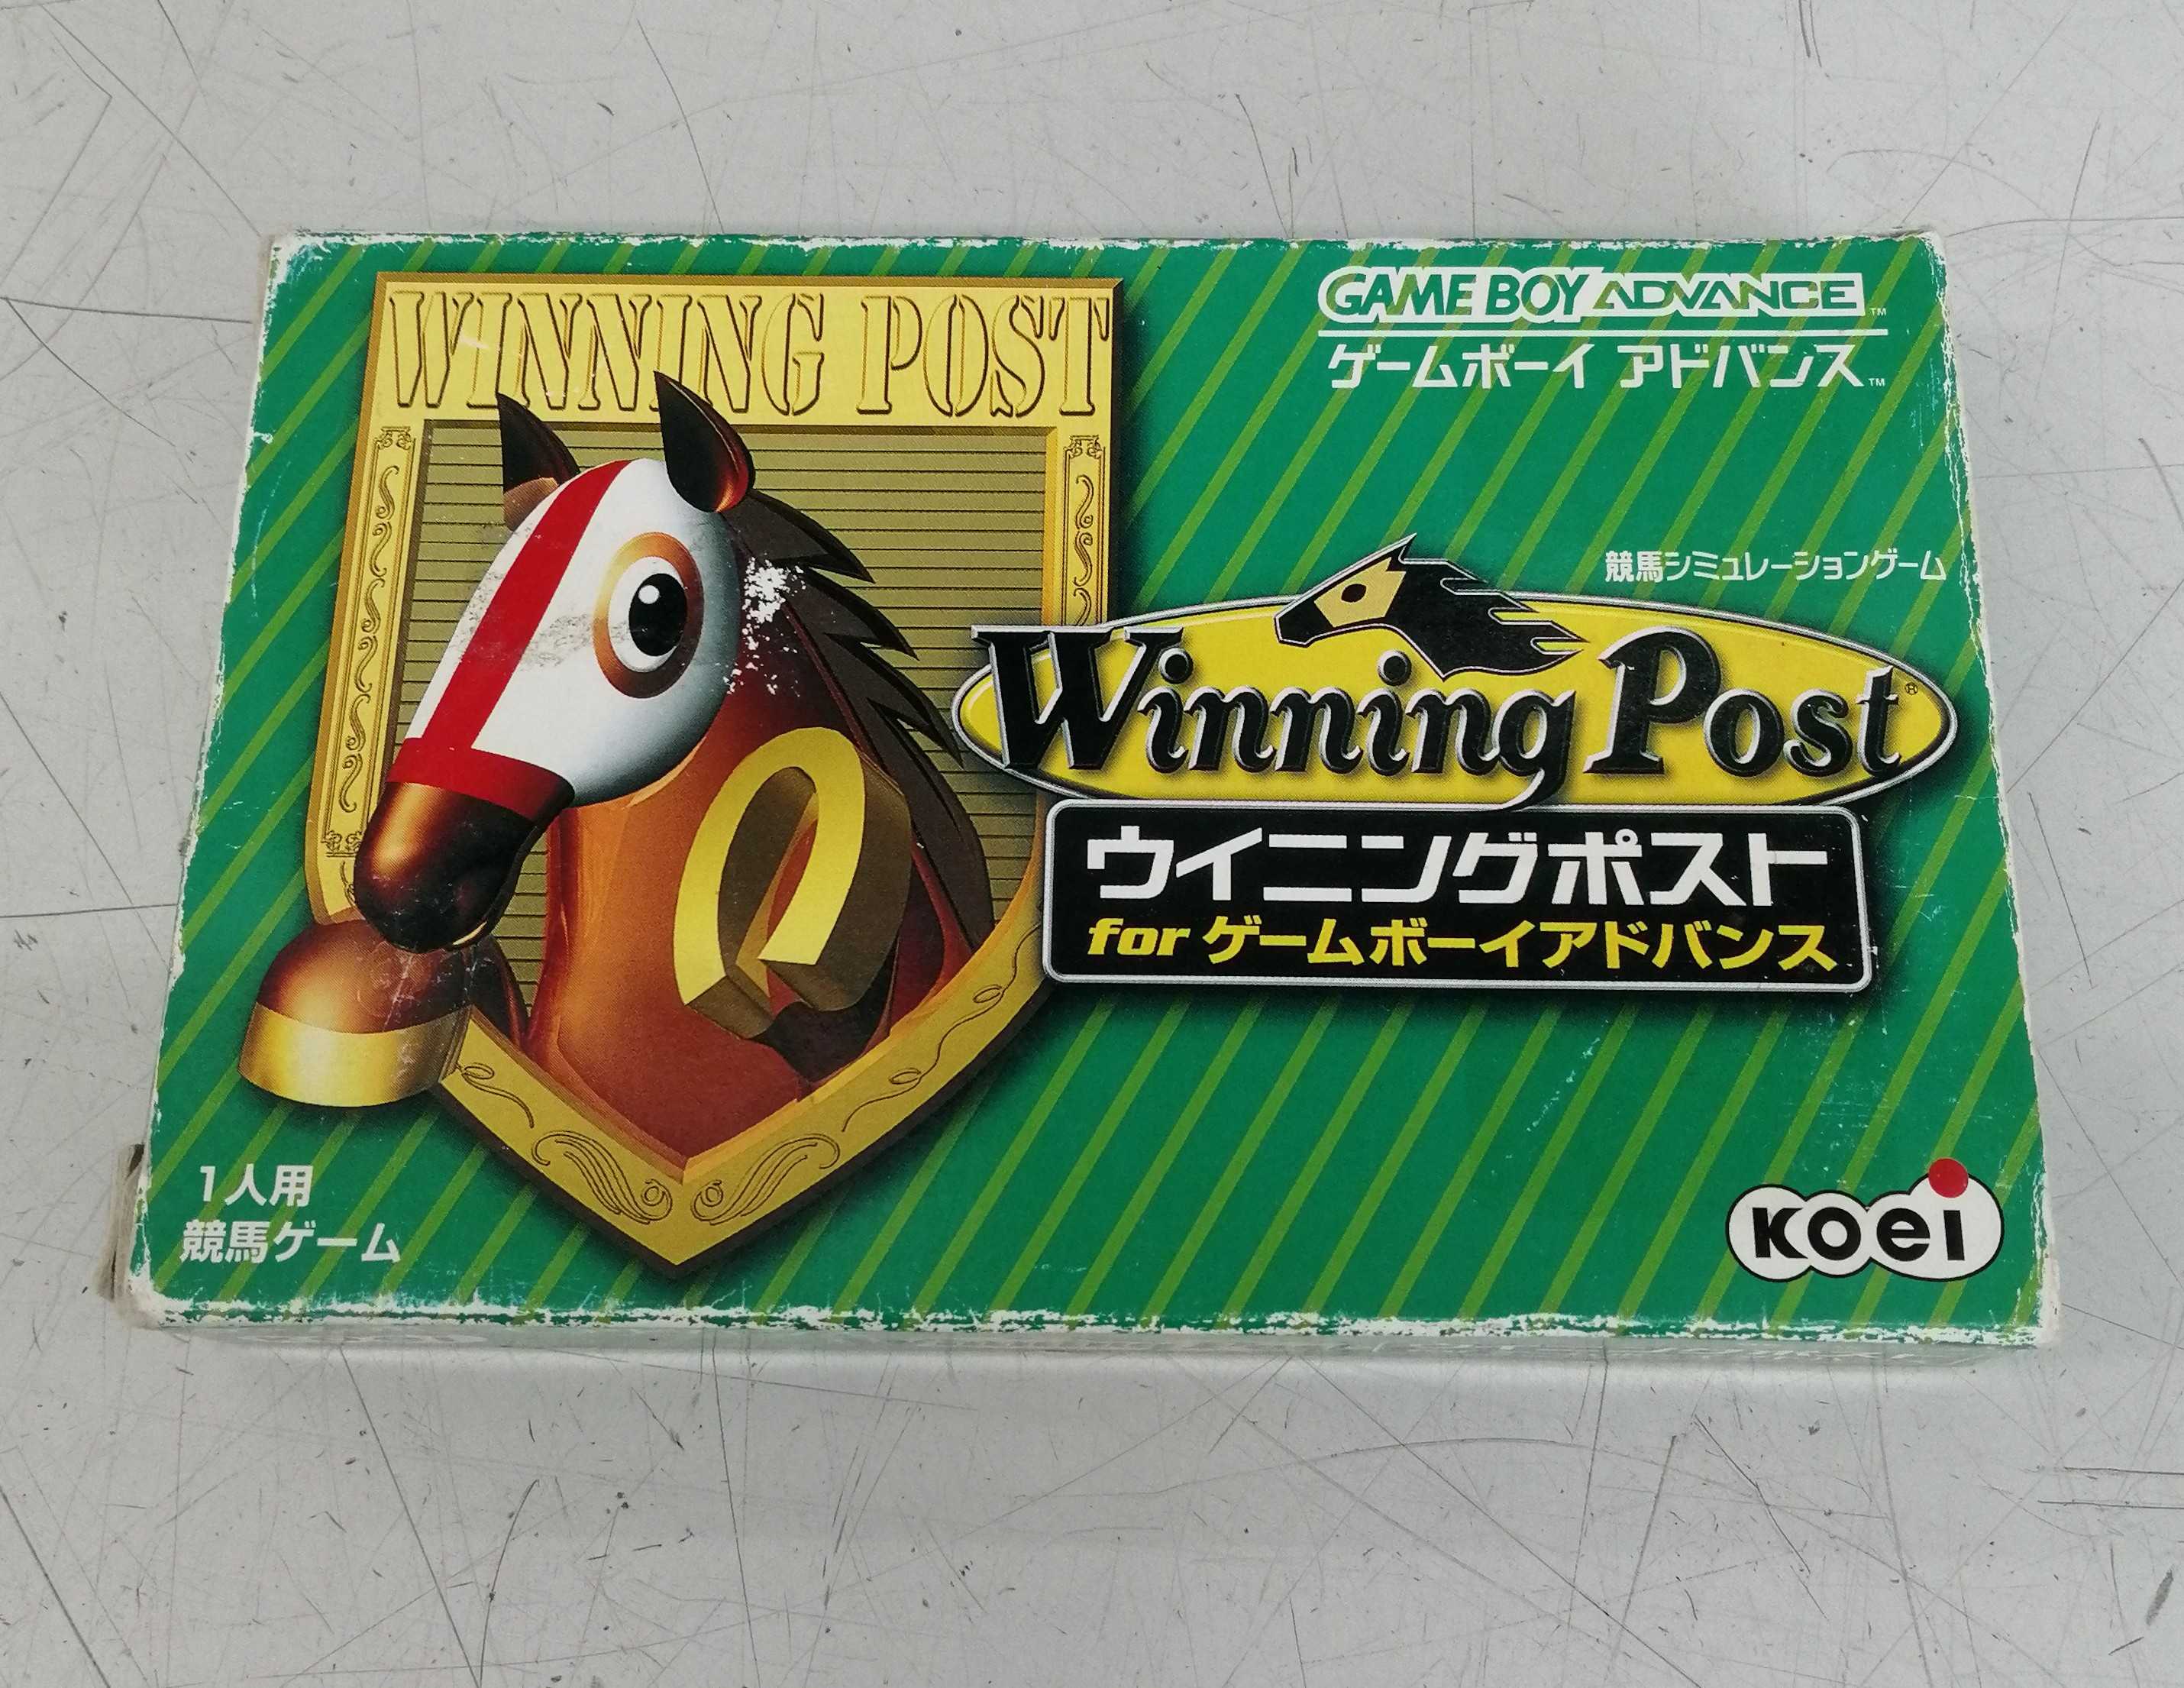 WINNING POST
GAME BOY ADVANCE™
ゲームボーイ アドバンス™
競馬シミュレーションゲーム
Winning Post®
ウイニングポスト
for ゲームボーイアドバンス
1人用
競馬ゲーム
KOEI